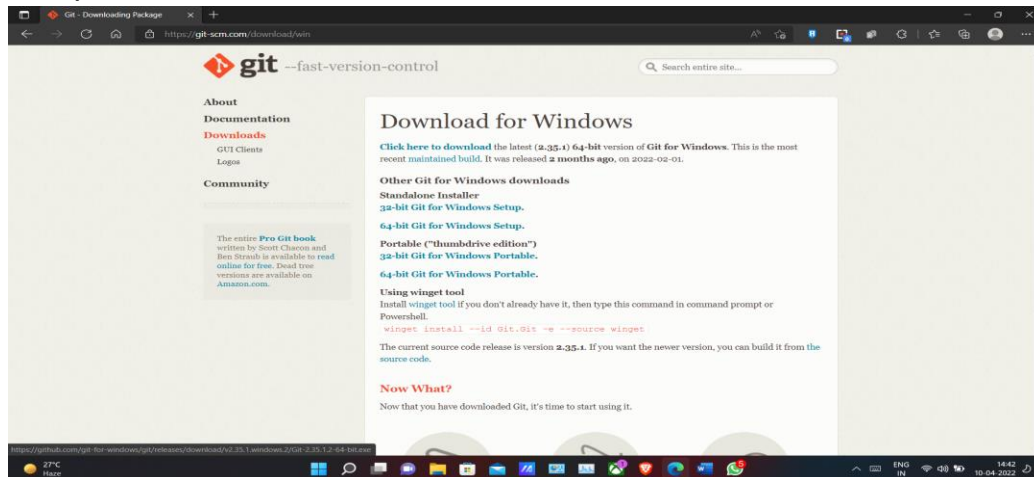 Git - Downloading Package
https://git-scm.com/download/win
git --fast-version-control
Search entire site...
About
Documentation
Downloads
GUI Clients
Logos
Community
The entire Pro Git book
written by Scott Chacon and
Ben Straub is available to read
online for free. Dead tree
versions are available on
Amazon.com.
Download for Windows
Click here to download the latest (2.35.1) 64-bit version of Git for Windows. This is the most
recent maintained build. It was released 2 months ago, on 2022-02-01.
Other Git for Windows downloads
Standalone Installer
32-bit Git for Windows Setup.
64-bit Git for Windows Setup.
Portable ("thumbdrive edition")
32-bit Git for Windows Portable.
64-bit Git for Windows Portable.
Using winget tool
Install winget tool if you don't already have it, then type this command in command prompt or
Powershell.
winget install --id Git.Git -e --source winget
The current source code release is version 2.35.1. If you want the newer version, you can build it from the
source code.
Now What?
Now that you have downloaded Git, it's time to start using it.
https://github.com/git-for-windows/git/releases/download/v2.35.1.windows.2/Git-2.35.1.2-64-bit.exe
27°C
Haze
ENG
IN
14:42
10-04-2022